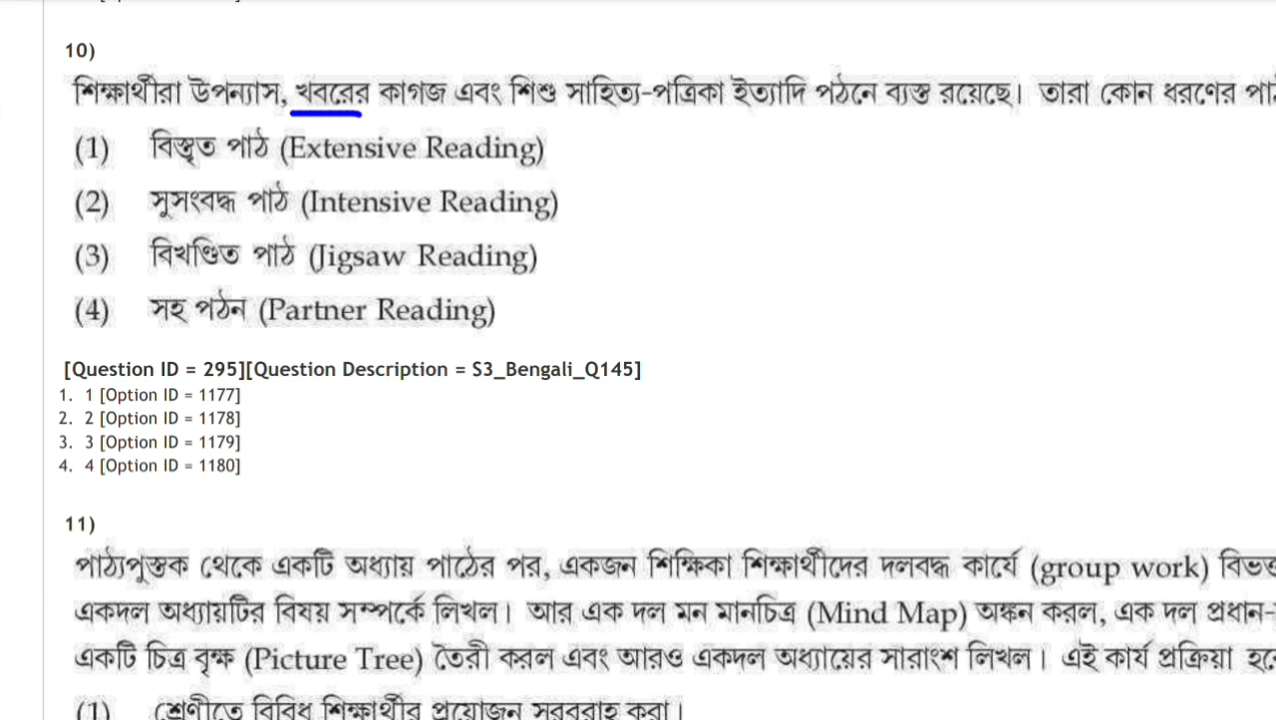 10)
শিক্ষার্থীরা উপন্যাস, খবরের কাগজ এবং শিশু সাহিত্য-পত্রিকা ইত্যাদি পঠনে ব্যস্ত রয়েছে। তারা কোন ধরণের
(1) বিস্তৃত পাঠ (Extensive Reading)
(2) সুসংবদ্ধ পাঠ (Intensive Reading)
(3) বিখণ্ডিত পাঠ (Jigsaw Reading)
(4) সহ পঠন (Partner Reading)
[Question ID = 295][Question Description = S3_Bengali_Q145]
1. 1 [Option ID = 1177]
2. 2 [Option ID = 1178]
3. 3 [Option ID = 1179]
4. 4 [Option ID = 1180]
11)
পাঠ্যপুস্তক থেকে একটি অধ্যায় পাঠের পর, একজন শিক্ষিকা শিক্ষার্থীদের দলবদ্ধ কার্যে (group work)
একদল অধ্যায়টির বিষয় সম্পর্কে লিখল। আর এক দল মন মানচিত্র (Mind Map) অঙ্কন করল, এক দল প্রধান-
একটি চিত্র বৃক্ষ (Picture Tree) তৈরী করল এবং আরও একদল অধ্যায়ের সারাংশ লিখল। এই কার্য প্রক্রিয়া
(1) শ্রেণীতে বিবিধ শিক্ষার্থীর প্রয়োজন সরবরাহ করা।